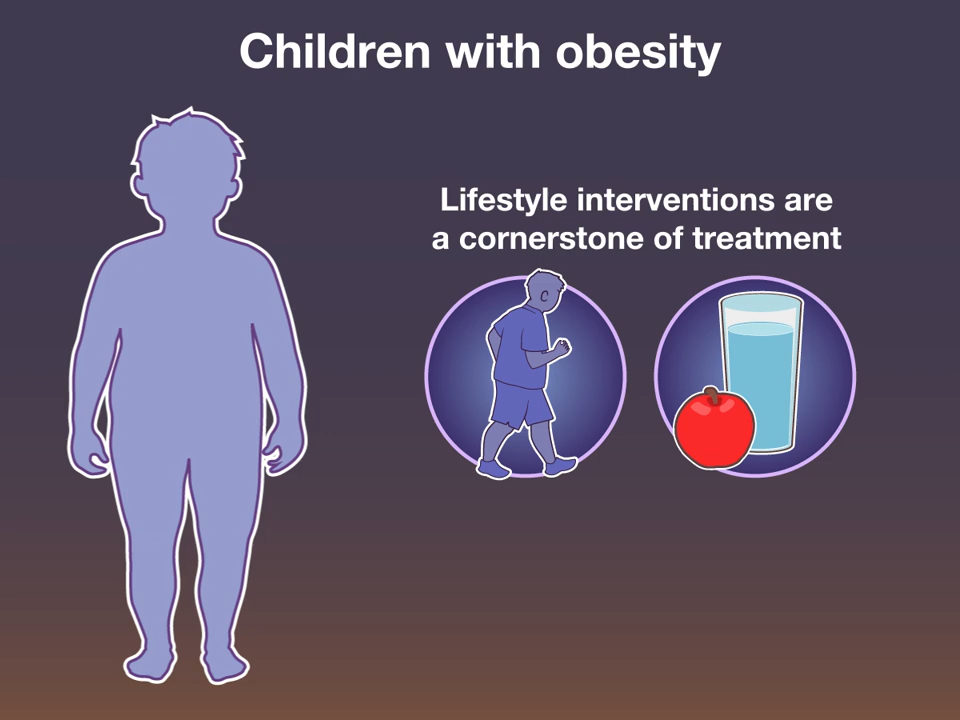 Children with obesity
Lifestyle interventions are
a cornerstone of treatment